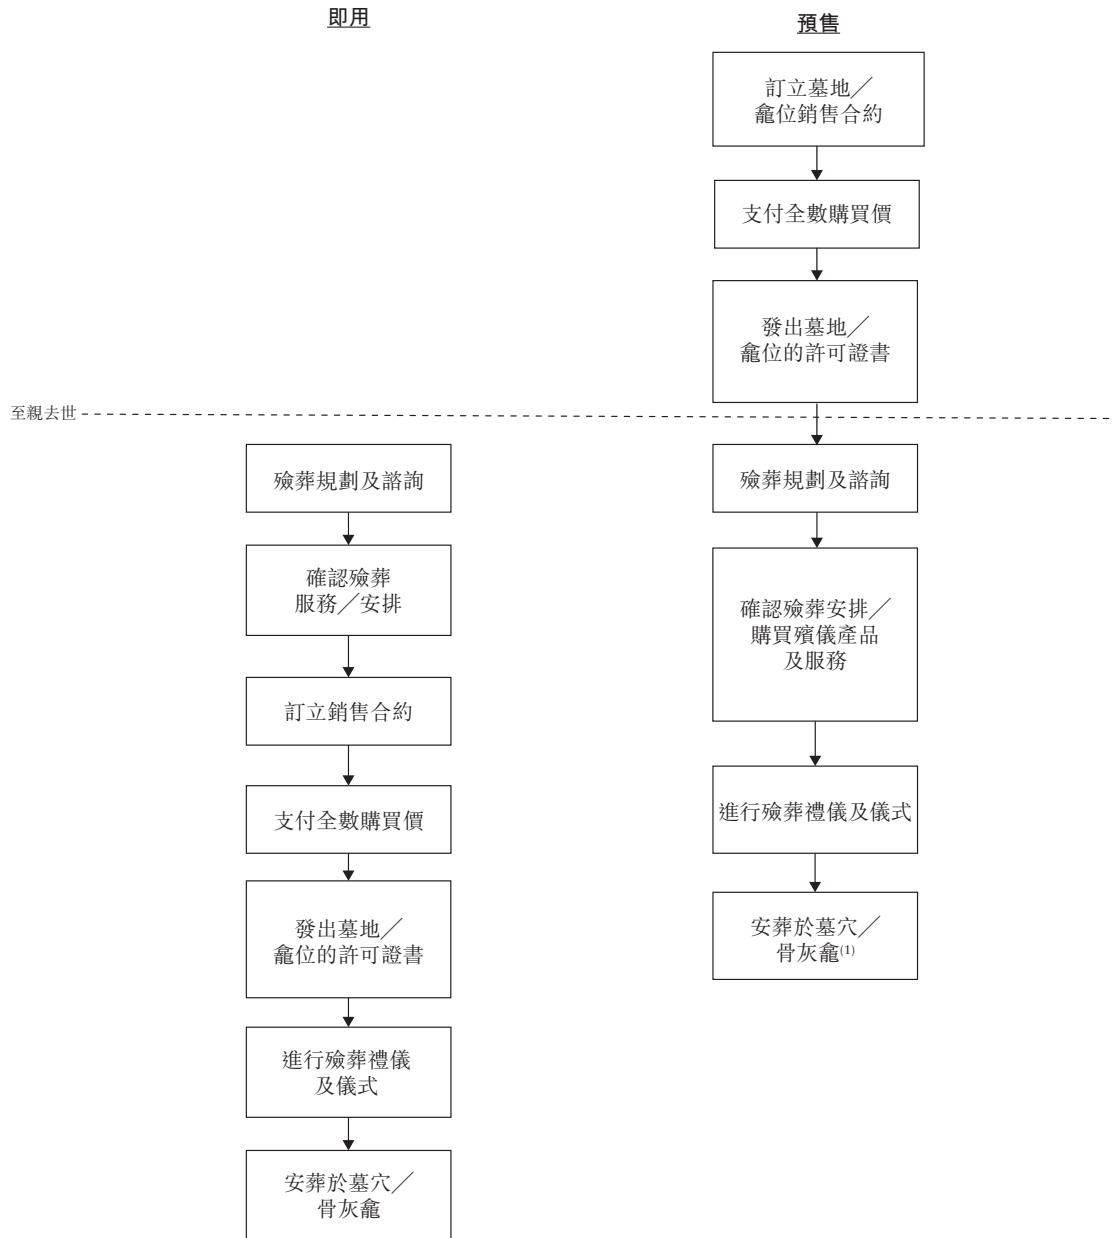 即用
預售
訂立墓地／
龕位銷售合約
支付全數購買價
發出墓地／
龕位的許可證書
至親去世
殮葬規劃及諮詢
確認殮葬
服務／安排
訂立銷售合約
支付全數購買價
發出墓地／
龕位的許可證書
進行殮葬禮儀
及儀式
安葬於墓穴／
骨灰龕
殮葬規劃及諮詢
確認殮葬安排／
購買殯儀產品
及服務
進行殮葬禮儀及儀式
安葬於墓穴／
骨灰龕(1)